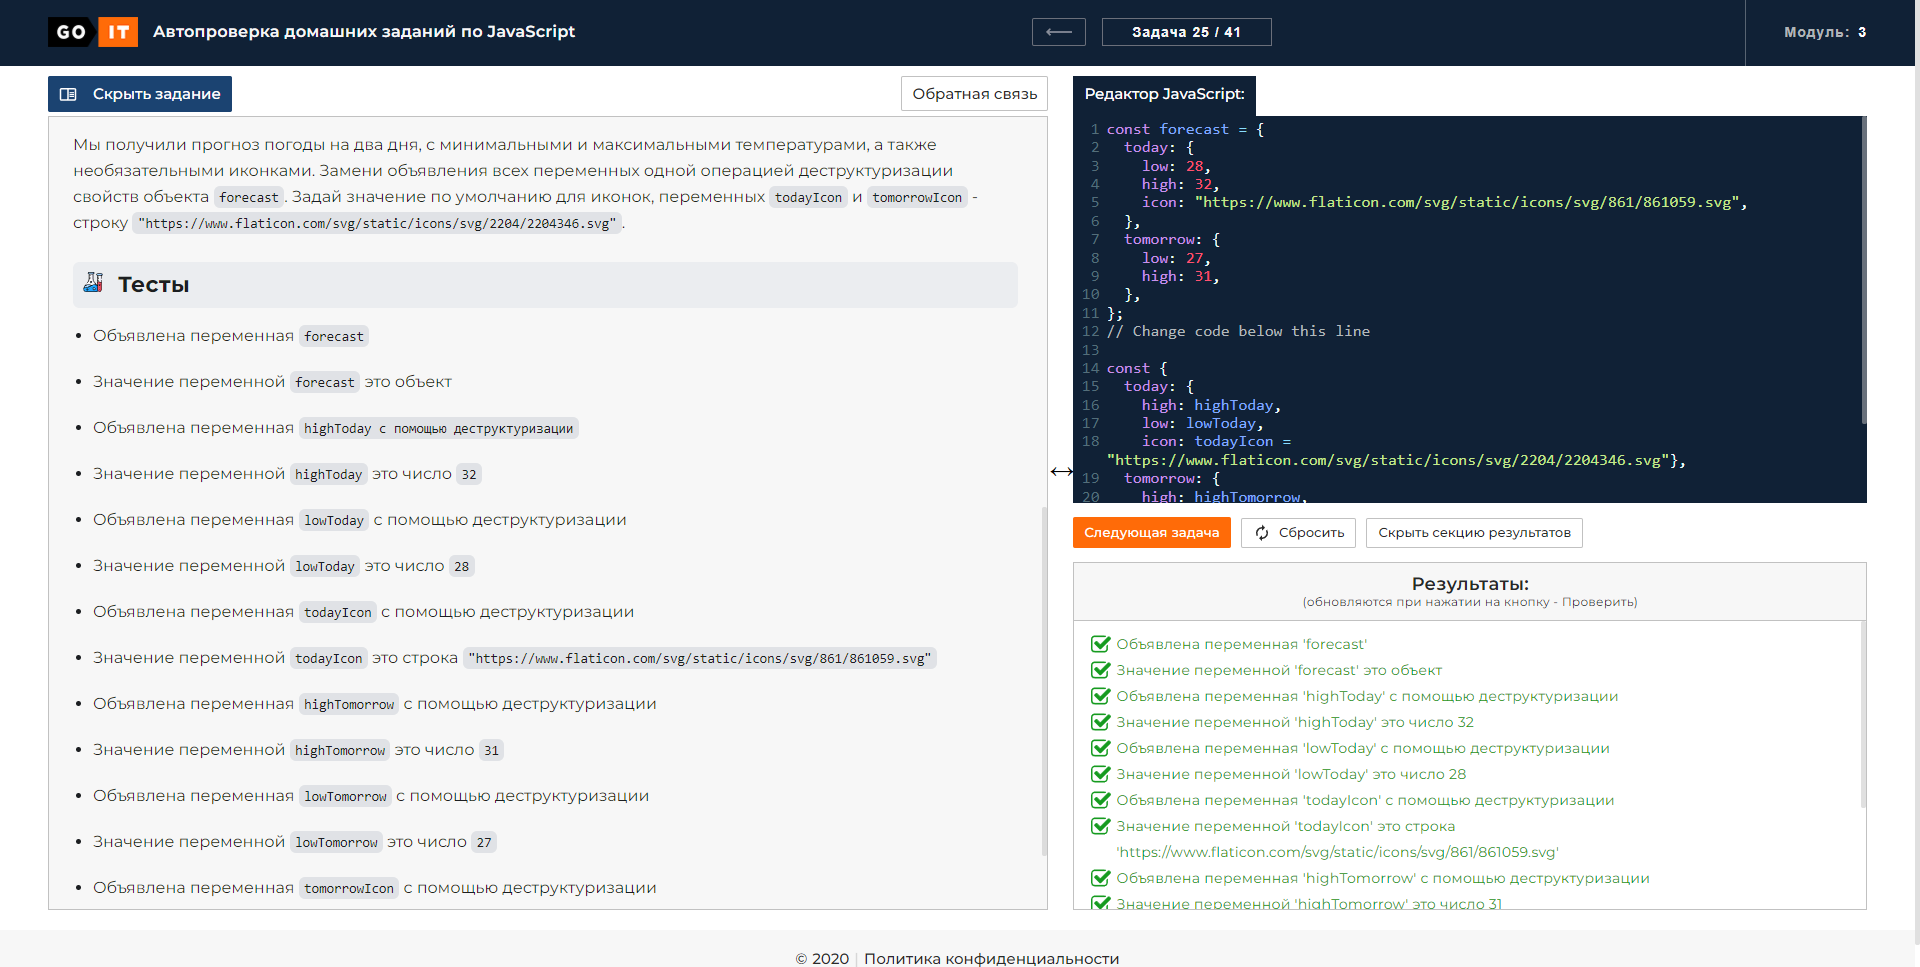 GO IT Автопроверка домашних заданий по JavaScript
Задача 25 / 41
Модуль: 3
Скрыть задание
Обратная связь
Мы получили прогноз погоды на два дня, с минимальными и максимальными температурами, а также
необязательными иконками. Замени объявления всех переменных одной операцией деструктуризации
свойств объекта forecast. Задай значение по умолчанию для иконок, переменных todayIcon и tomorrowIcon -
строку "https://www.flaticon.com/svg/static/icons/svg/2204/2204346.svg".
Тесты
• Объявлена переменная forecast
• Значение переменной forecast это объект
• Объявлена переменная highToday с помощью деструктуризации
• Значение переменной highToday это число 32
• Объявлена переменная lowToday с помощью деструктуризации
• Значение переменной lowToday это число 28
• Объявлена переменная todayIcon с помощью деструктуризации
• Значение переменной todayIcon это строка "https://www.flaticon.com/svg/static/icons/svg/861/861059.svg"
• Объявлена переменная highTomorrow с помощью деструктуризации
• Значение переменной highTomorrow это число 31
• Объявлена переменная lowTomorrow с помощью деструктуризации
• Значение переменной lowTomorrow это число 27
• Объявлена переменная tomorrowIcon с помощью деструктуризации
Редактор JavaScript:
1 const forecast = {
2 today: {
3 low: 28,
4 high: 32,
5 icon: "https://www.flaticon.com/svg/static/icons/svg/861/861059.svg",
6 },
7 tomorrow: {
8 low: 27,
9 high: 31,
10 },
11 };
12 // Change code below this line
13
14 const {
15 today: {
16 high: highToday,
17 low: lowToday,
18 icon: todayIcon =
"https://www.flaticon.com/svg/static/icons/svg/2204/2204346.svg"},
19 tomorrow: {
20 high: highTomorrow,
Следующая задача
Сбросить
Скрыть секцию результатов
Результаты:
(обновляются при нажатии на кнопку - Проверить)
Объявлена переменная 'forecast'
Значение переменной 'forecast' это объект
Объявлена переменная 'highToday' с помощью деструктуризации
Значение переменной 'highToday' это число 32
Объявлена переменная 'lowToday' с помощью деструктуризации
Значение переменной 'lowToday' это число 28
Объявлена переменная 'todayIcon' с помощью деструктуризации
Значение переменной 'todayIcon' это строка
'https://www.flaticon.com/svg/static/icons/svg/861/861059.svg'
Объявлена переменная 'highTomorrow' с помощью деструктуризации
Значение переменной 'highTomorrow' это число 31
© 2020 | Политика конфиденциальности